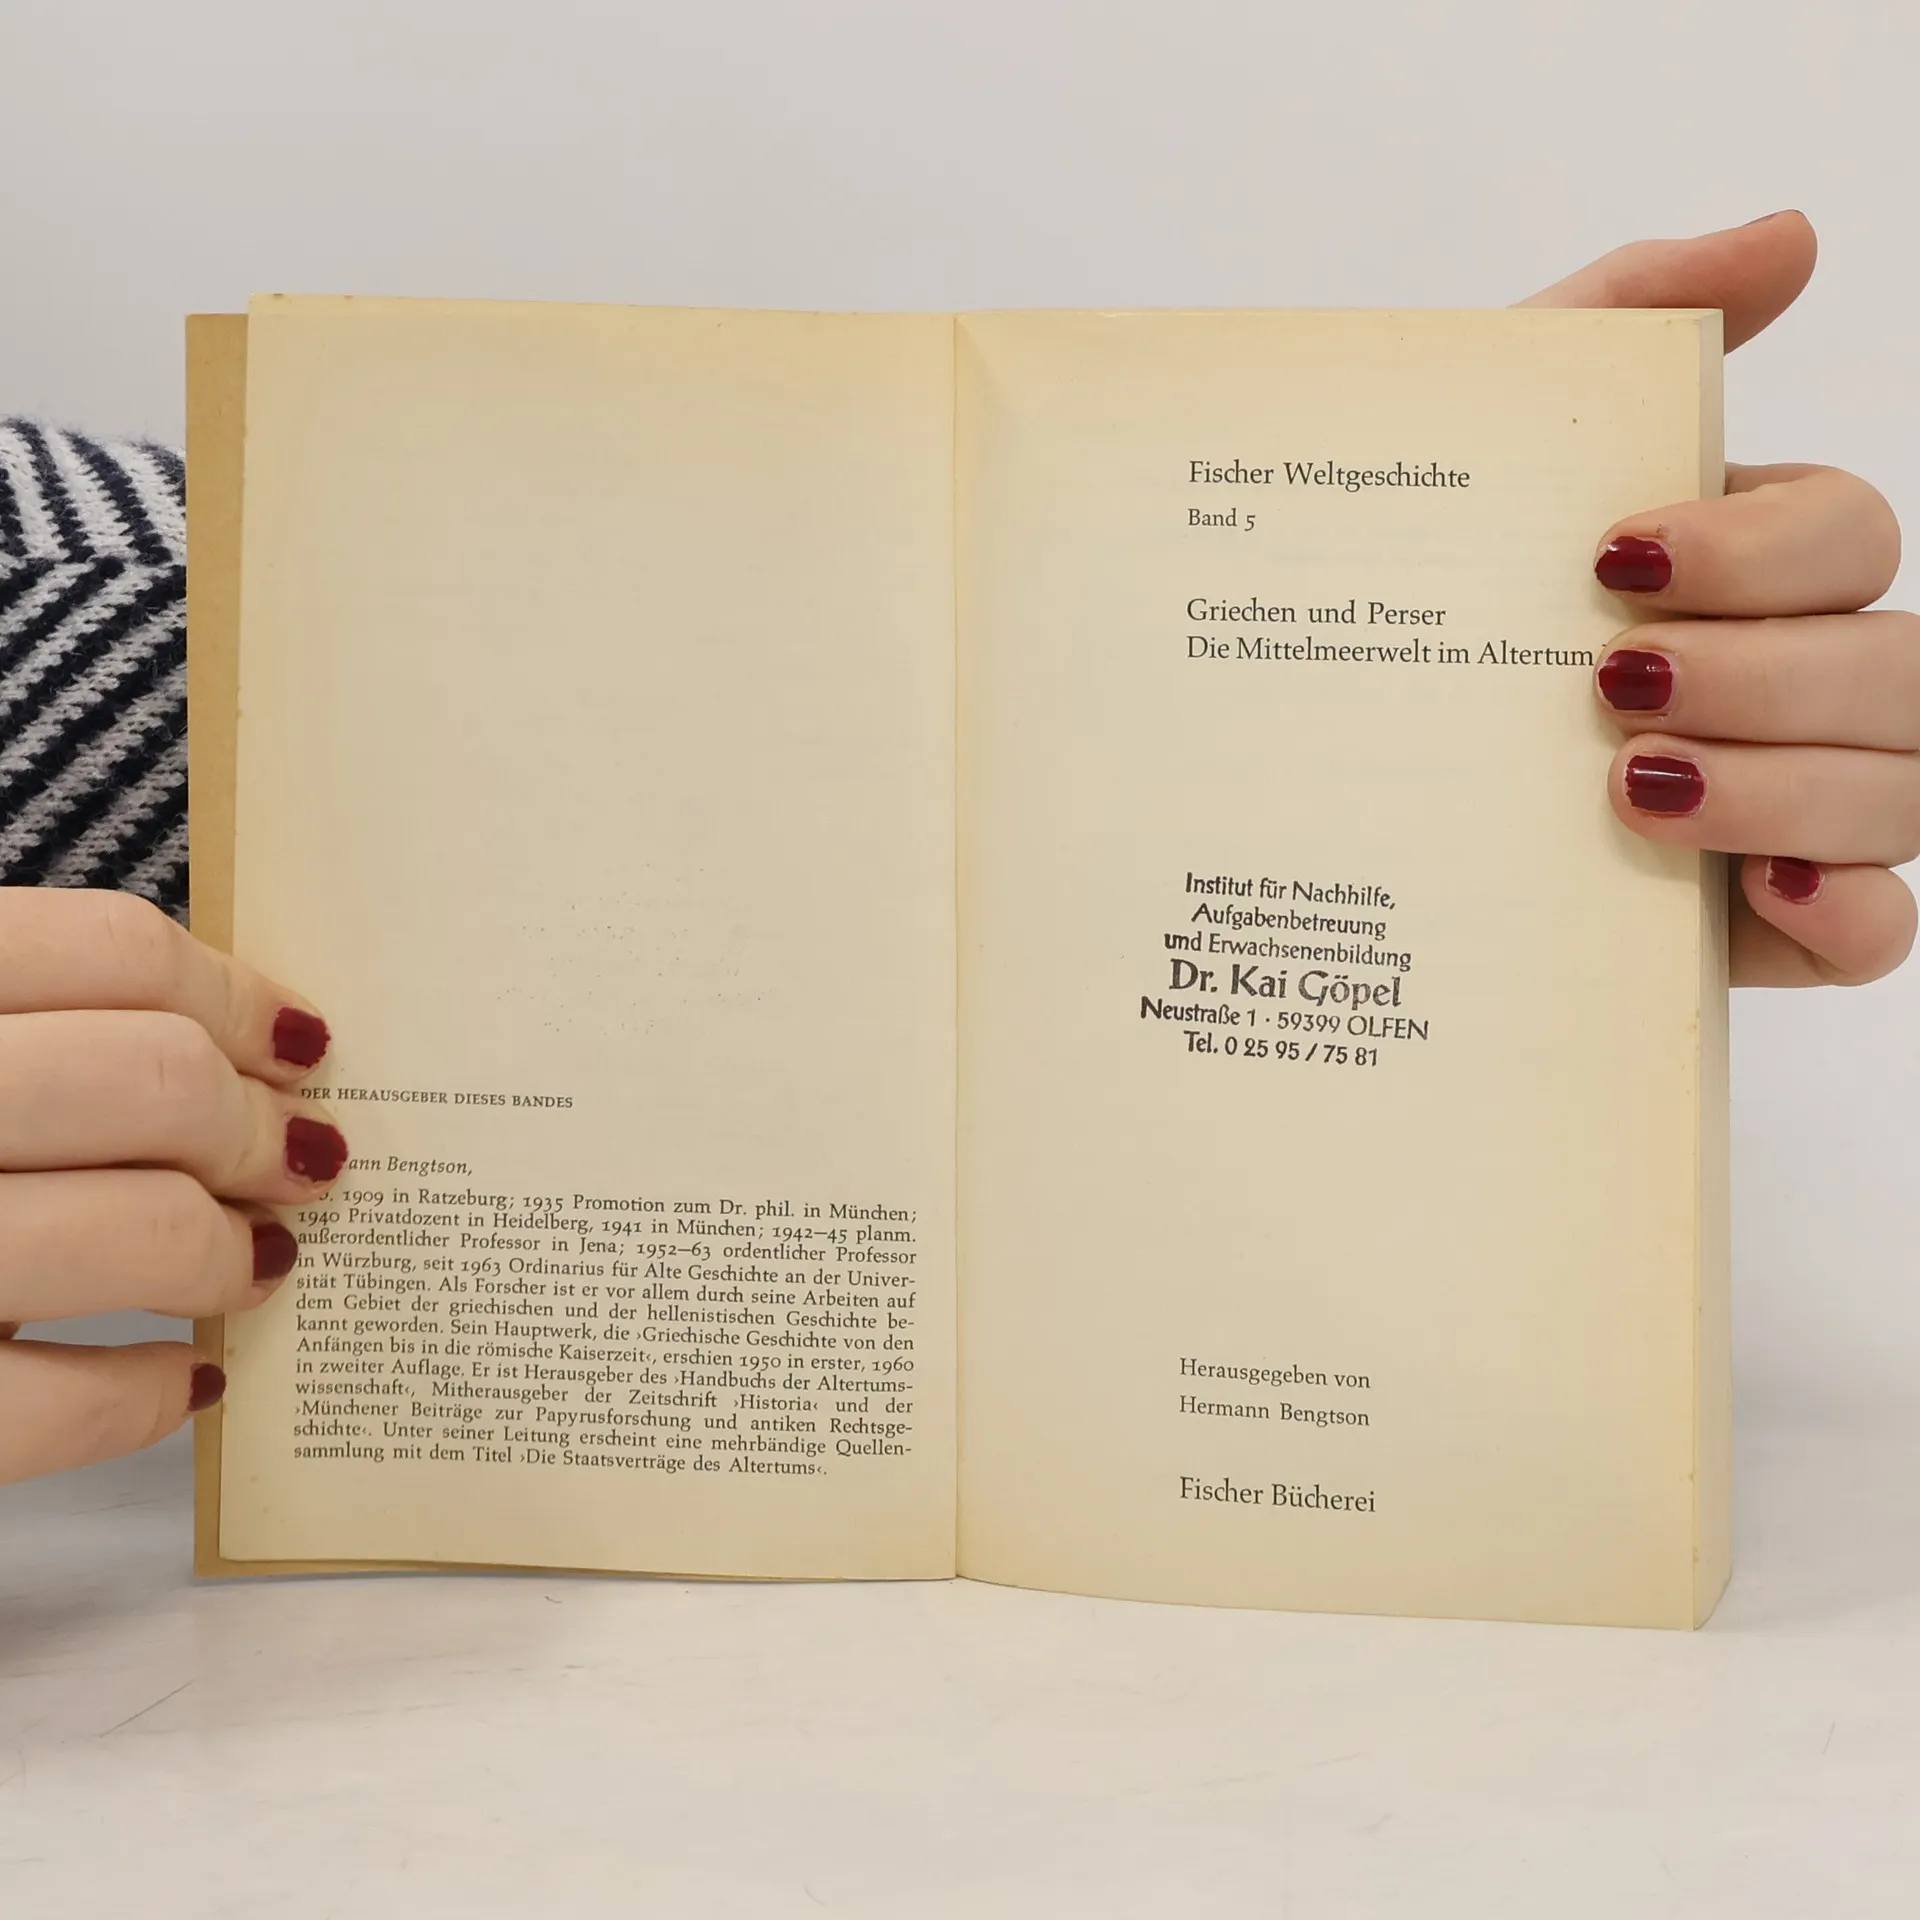 DER HERAUSGEBER DIESES BANDES
Bengtson,
1909 in Ratzeburg; 1935 Promotion zum Dr. phil. in München;
1940 Privatdozent in Heidelberg, 1941 in München; 1942—45 planm.
außerordentlicher Professor in Jena; 1952—63 ordentlicher Professor
in Würzburg, seit 1963 Ordinarius für Alte Geschichte an der Univer-
sität Tübingen. Als Forscher ist er vor allem durch seine Arbeiten auf
dem Gebiet der griechischen und der hellenistischen Geschichte be-
kannt geworden. Sein Hauptwerk, die ›Griechische Geschichte von den
Anfängen bis in die römische Kaiserzeit‹, erschien 1950 in erster, 1960
in zweiter Auflage. Er ist Herausgeber des ›Handbuchs der Altertums-
wissenschaft‹, Mitherausgeber der Zeitschrift ›Historia‹ und der
›Münchener Beiträge zur Papyrusforschung und antiken Rechtsge-
schichte‹. Unter seiner Leitung erscheint eine mehrbändige Quellen-
sammlung mit dem Titel ›Die Staatsverträge des Altertums‹.
Fischer Weltgeschichte
Band 5
Griechen und Perser
Die Mittelmeerwelt im Altertum
Institut für Nachhilfe,
Aufgabenbetreuung
und Erwachsenenbildung
Dr. Kai Göpel
Neustraße 1 · 59399 OLFEN
Tel. 0 25 95 / 75 81
Herausgegeben von
Hermann Bengtson
Fischer Bücherei